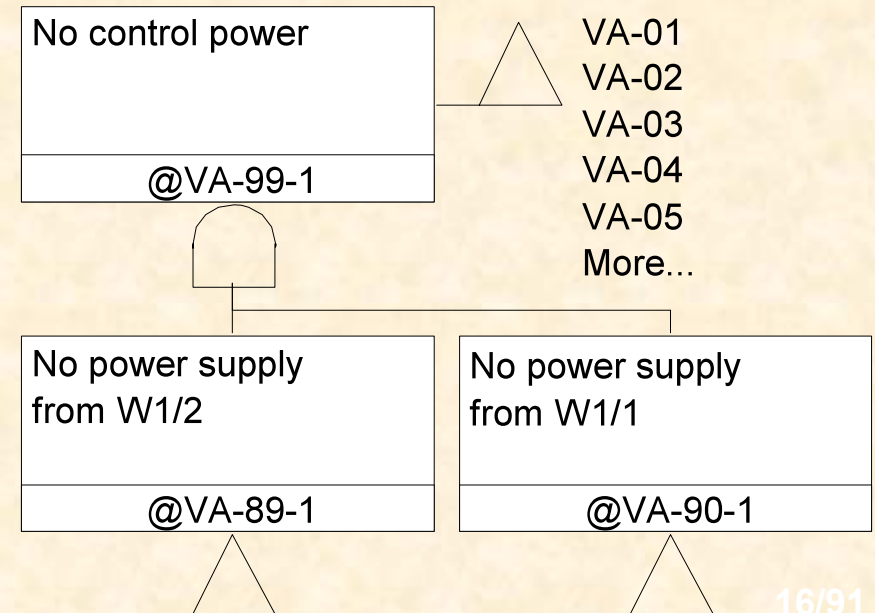 No control power
@VA-99-1
VA-01
VA-02
VA-03
VA-04
VA-05
More...
No power supply
from W1/2
@VA-89-1
No power supply
from W1/1
@VA-90-1
16/91